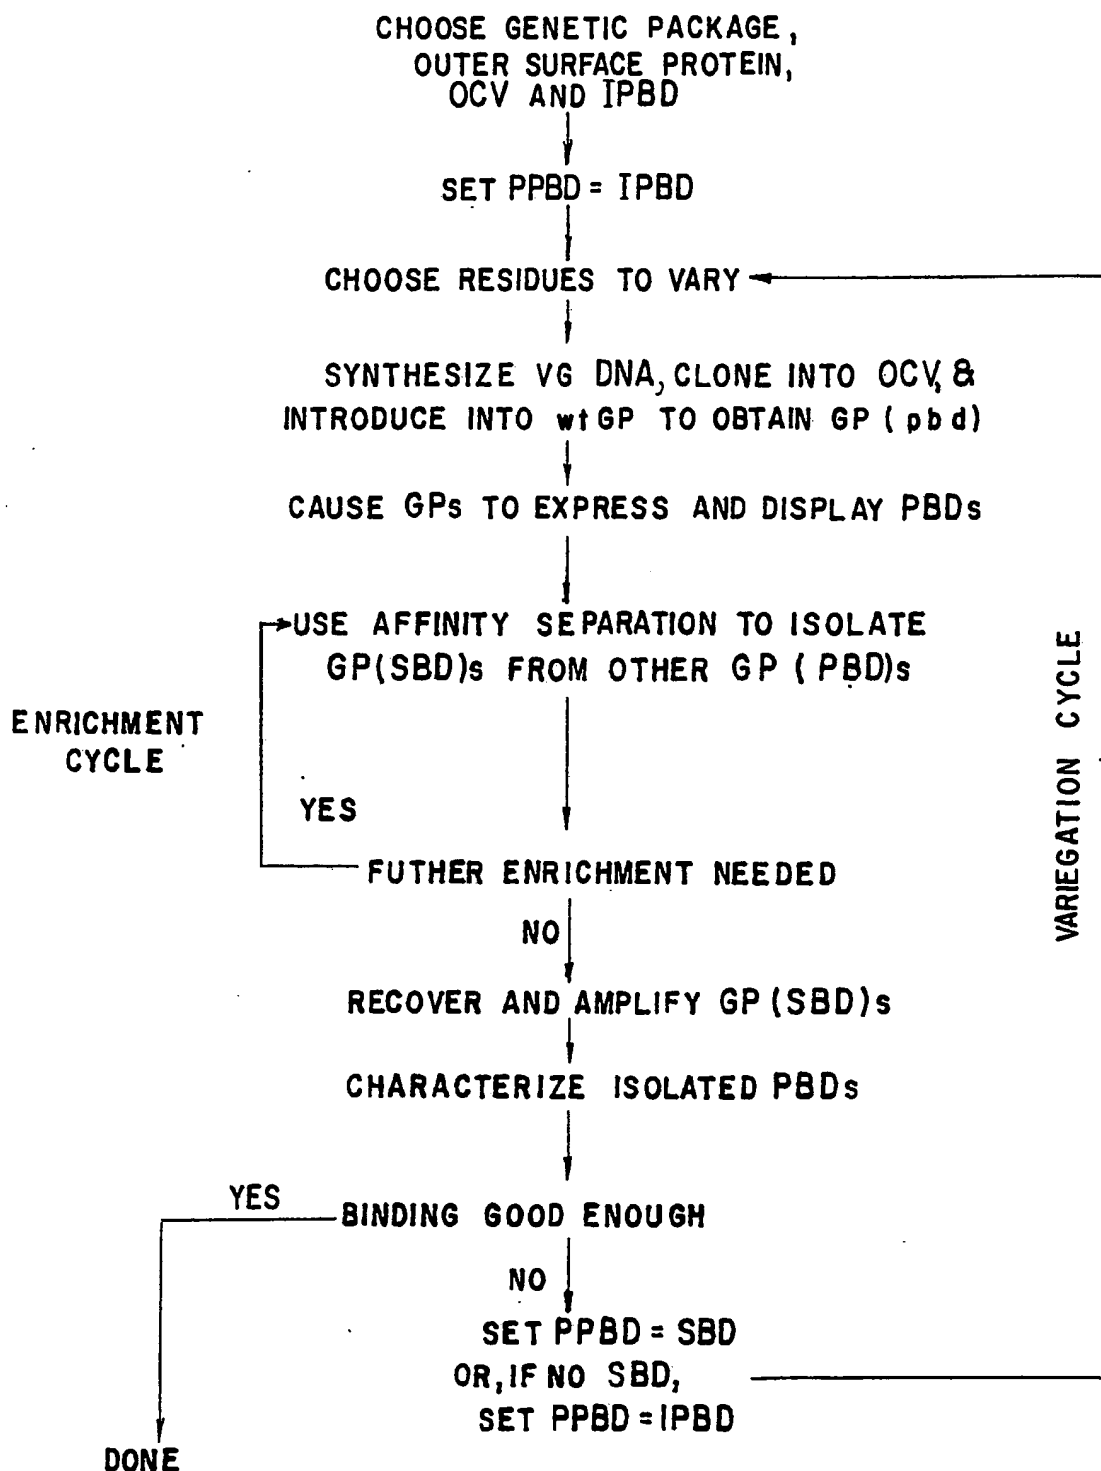 CHOOSE GENETIC PACKAGE,
OUTER SURFACE PROTEIN,
OCV AND IPBD
SET PPBD = IPBD
CHOOSE RESIDUES TO VARY
SYNTHESIZE VG DNA, CLONE INTO OCV, &
INTRODUCE INTO wtGP TO OBTAIN GP (pbd)
CAUSE GPs TO EXPRESS AND DISPLAY PBDs
USE AFFINITY SEPARATION TO ISOLATE
GP(SBD)s FROM OTHER GP (PBD)s
ENRICHMENT
CYCLE
YES
VARIEGATION CYCLE
FUTHER ENRICHMENT NEEDED
NO
RECOVER AND AMPLIFY GP(SBD)s
CHARACTERIZE ISOLATED PBDs
YES
BINDING GOOD ENOUGH
NO
SET PPBD = SBD
OR, IF NO SBD,
SET PPBD = IPBD
DONE